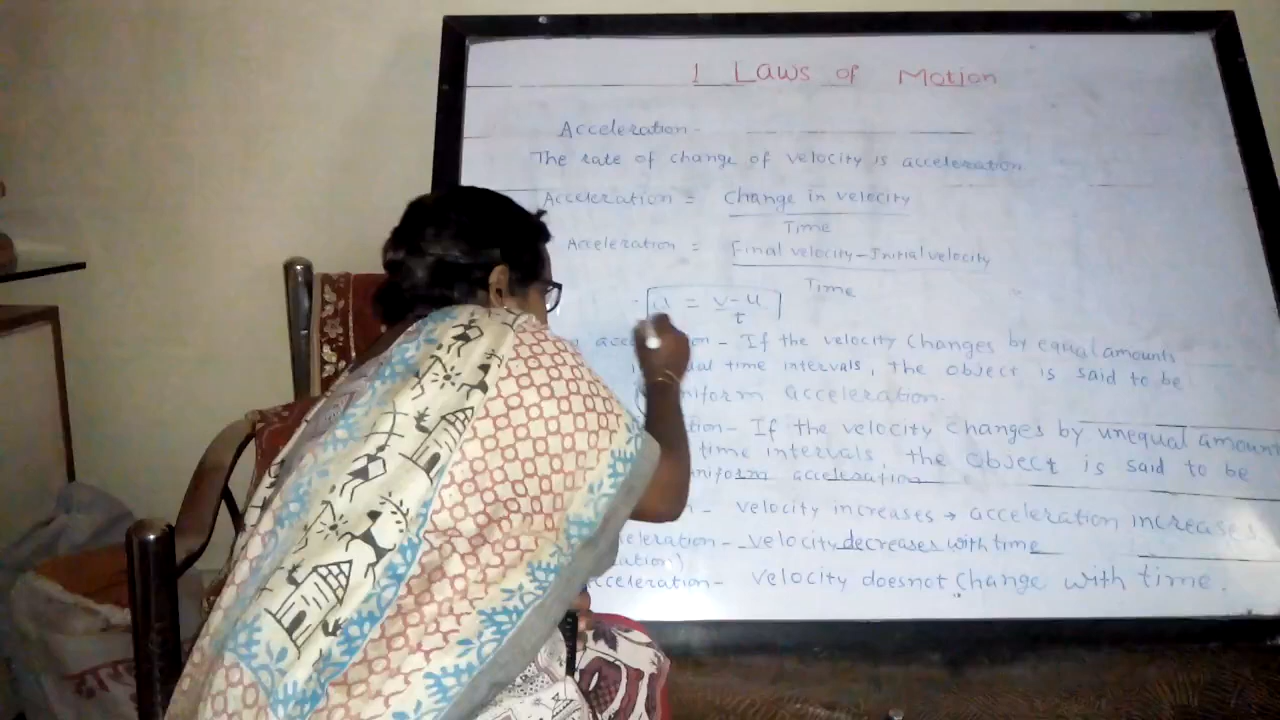 1 Laws of Motion
Acceleration-
The rate of change of velocity is acceleration
Acceleration = Change in velocity
Time
Acceleration = Final velocity - Initial velocity
Time
a = v-u
t
- If the velocity changes by equal amounts
time intervals, the object is said to be
acceleration.
- If the velocity changes by unequal amount
time intervals, the object is said to be
acceleration
- velocity increases → acceleration increases
- velocity decreases with time
acceleration - velocity doesnot change with time.